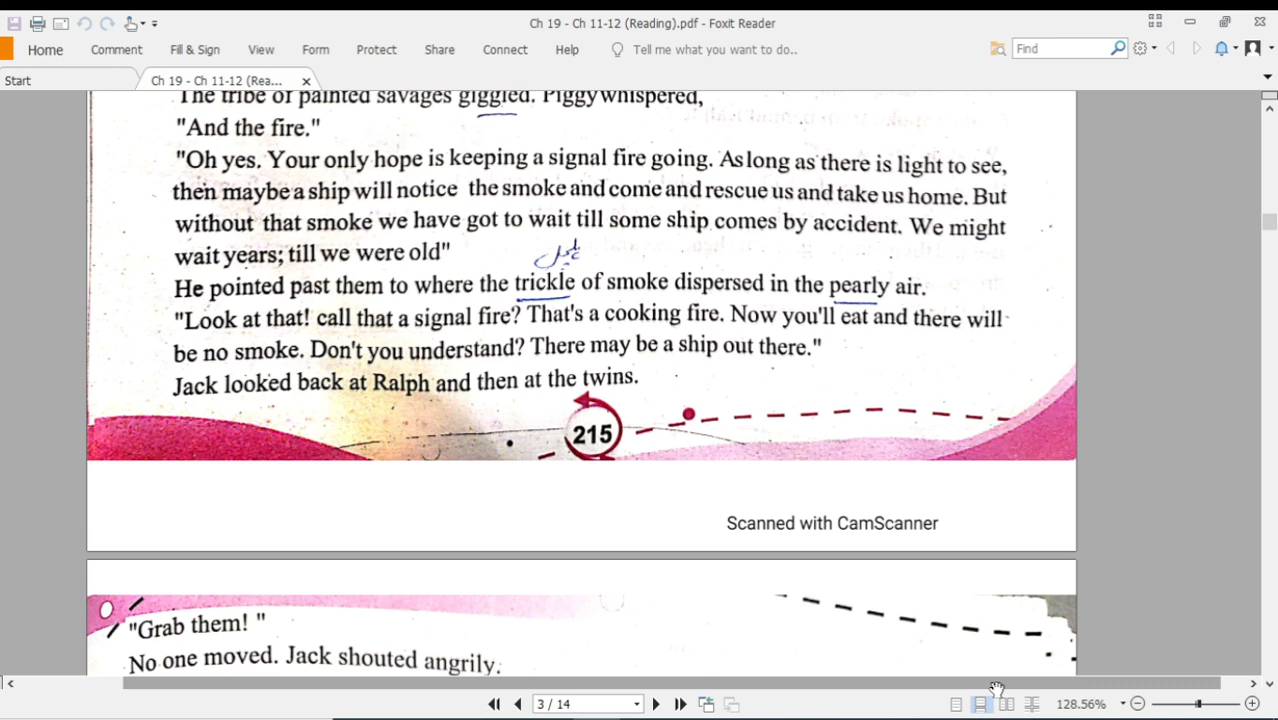 Ch 19 - Ch 11-12 (Reading).pdf - Foxit Reader
Home Comment Fill & Sign View Form Protect Share Connect Help Tell me what you want to do.. Find
Start Ch 19 - Ch 11-12 (Rea...
The tribe of painted savages giggled. Piggy whispered,
"And the fire."
"Oh yes. Your only hope is keeping a signal fire going. As long as there is light to see,
then maybe a ship will notice the smoke and come and rescue us and take us home. But
without that smoke we have got to wait till some ship comes by accident. We might
wait years; till we were old"
He pointed past them to where the trickle of smoke dispersed in the pearly air.
"Look at that! call that a signal fire? That's a cooking fire. Now you'll eat and there will
be no smoke. Don't you understand? There may be a ship out there."
Jack looked back at Ralph and then at the twins.
215
Scanned with CamScanner
"Grab them! "
No one moved. Jack shouted angrily.
3 / 14 128.56%